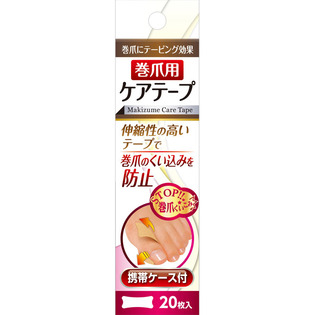 巻爪にテーピング効果
巻爪用
ケアテープ
Makizume Care Tape
伸縮性の高い
テープで
巻爪のくい込みを
防止
STOP!!
巻爪くい
携帯ケース付
20枚入